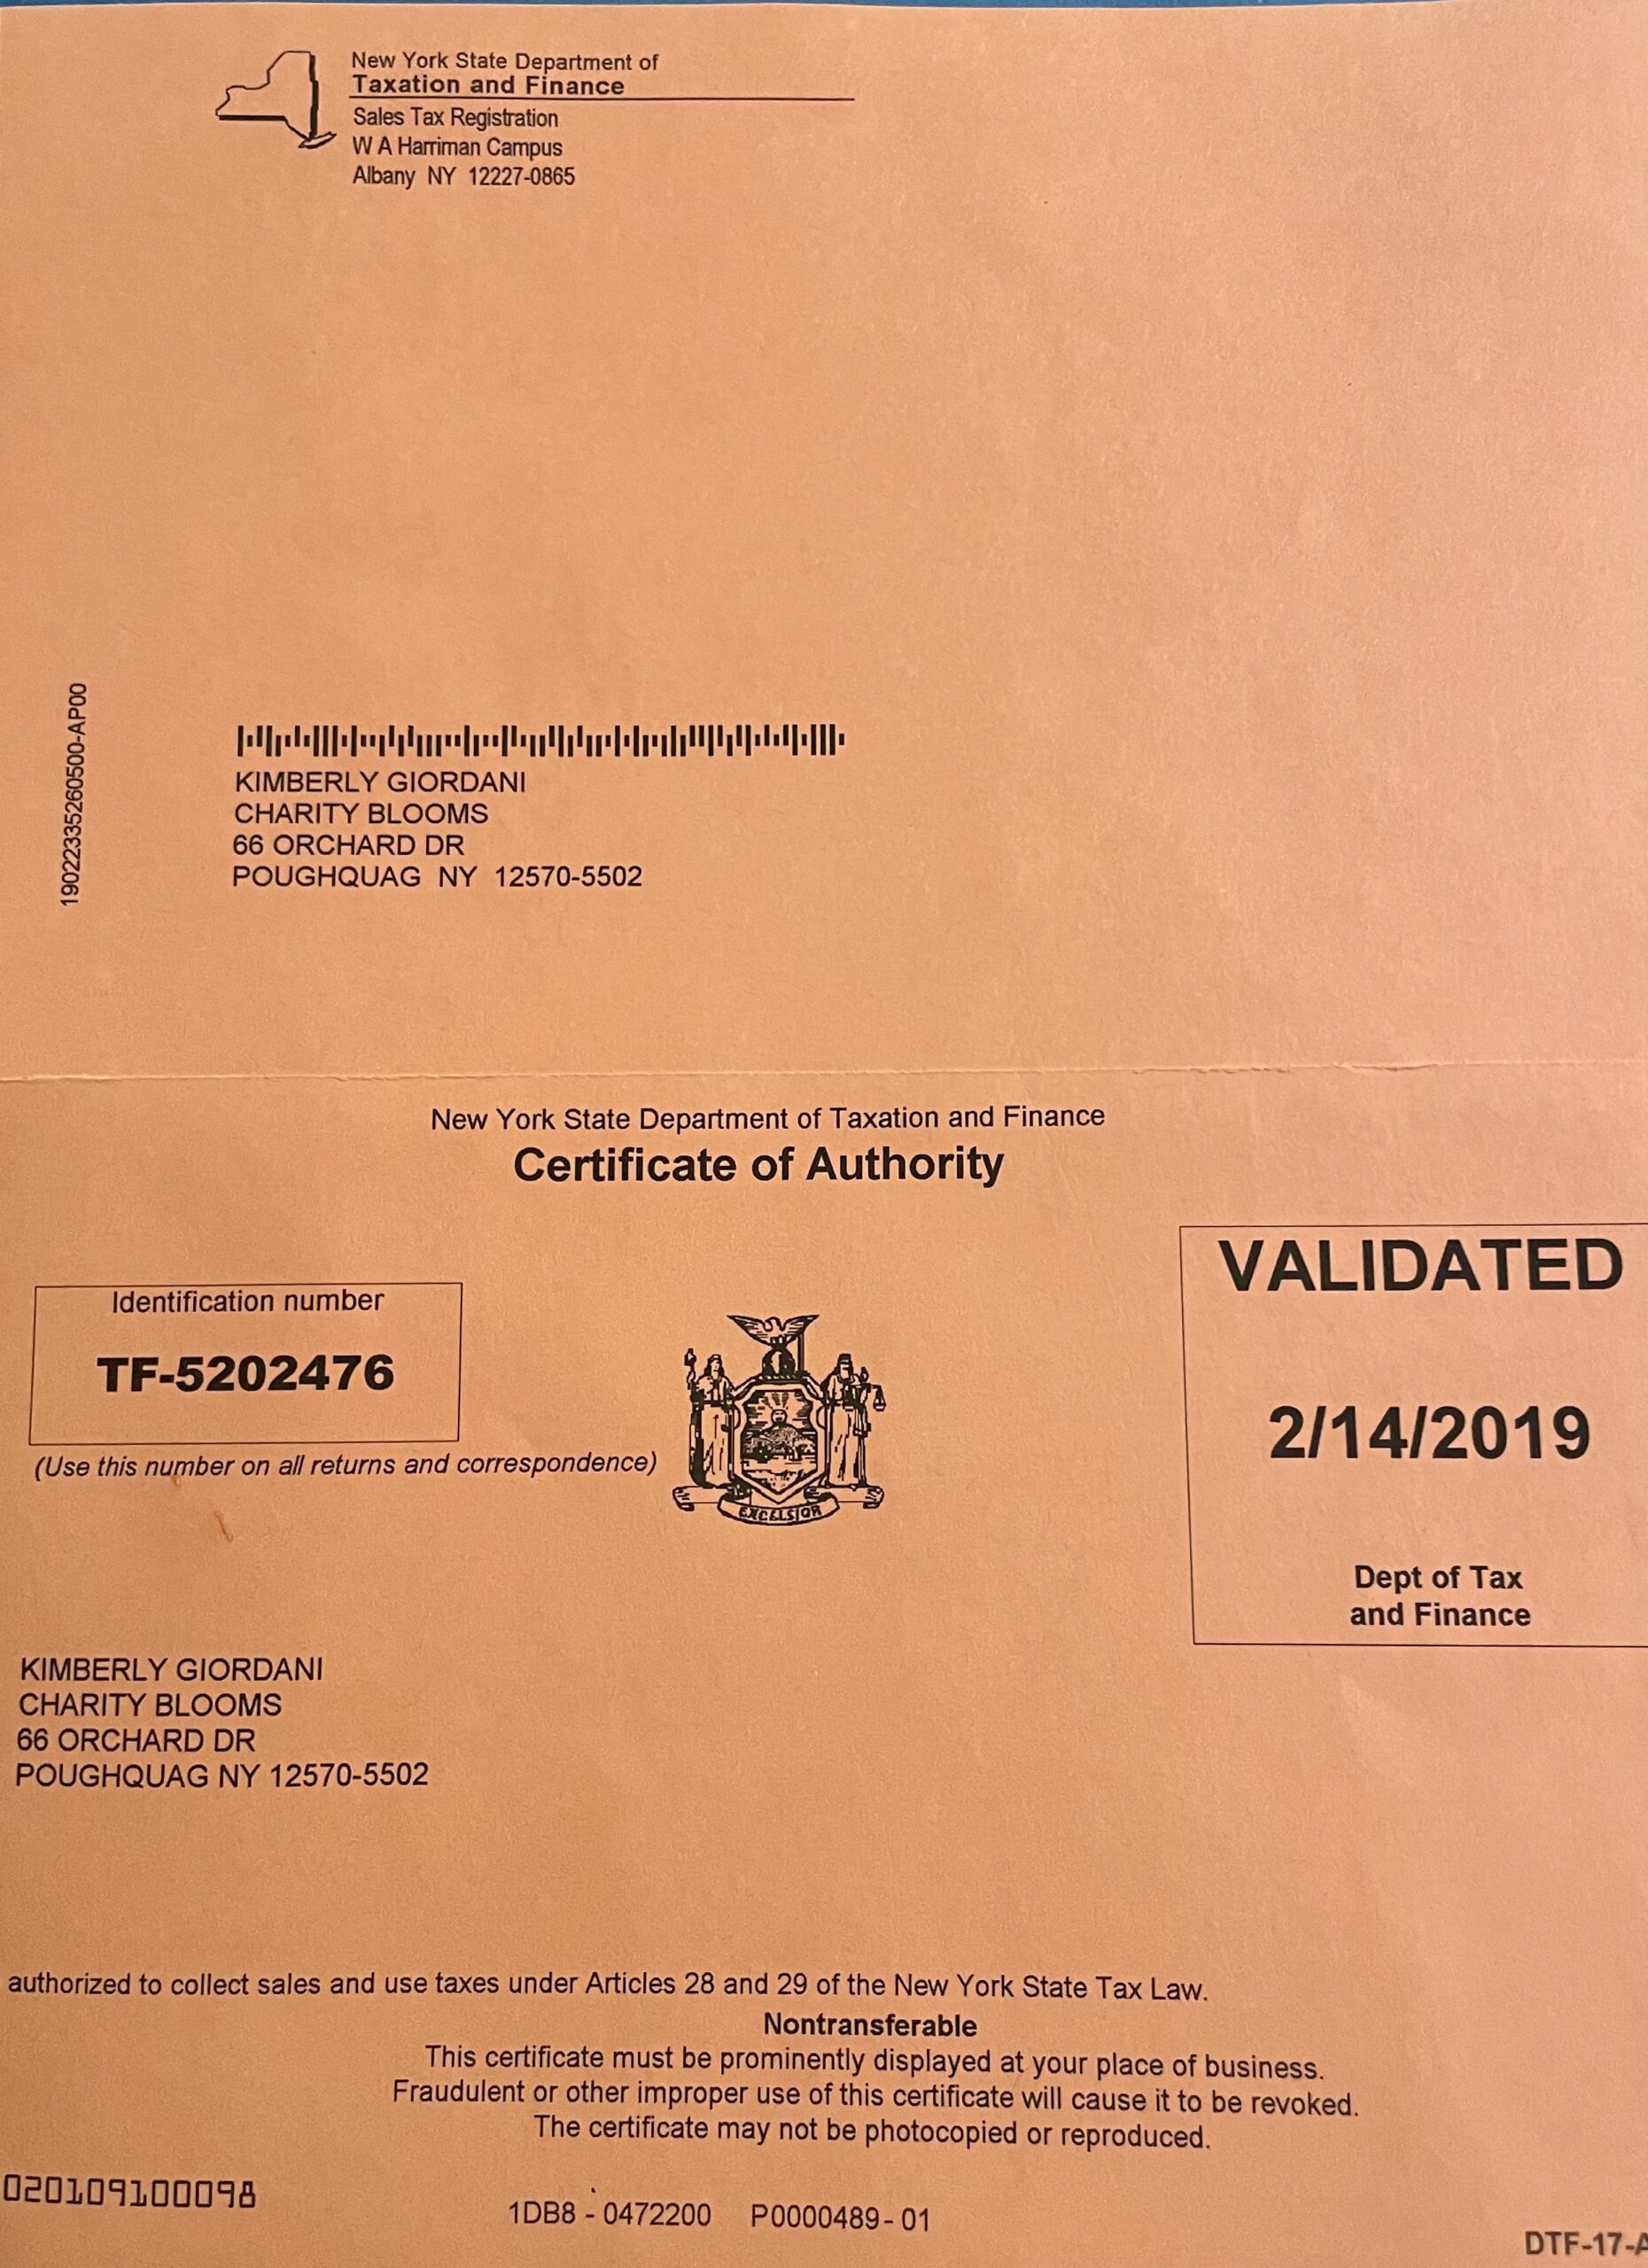 New York State Department of
Taxation and Finance
Sales Tax Registration
W A Harriman Campus
Albany NY 12227-0865
19022335260500-AP00
KIMBERLY GIORDANI
CHARITY BLOOMS
66 ORCHARD DR
POUGHQUAG NY 12570-5502
New York State Department of Taxation and Finance
Certificate of Authority
Identification number
TF-5202476
(Use this number on all returns and correspondence)
EXCELSIOR
VALIDATED
2/14/2019
Dept of Tax
and Finance
KIMBERLY GIORDANI
CHARITY BLOOMS
66 ORCHARD DR
POUGHQUAG NY 12570-5502
authorized to collect sales and use taxes under Articles 28 and 29 of the New York State Tax Law.
Nontransferable
This certificate must be prominently displayed at your place of business.
Fraudulent or other improper use of this certificate will cause it to be revoked.
The certificate may not be photocopied or reproduced.
020109100098
1DB8 - 0472200 P0000489-01
DTF-17-A